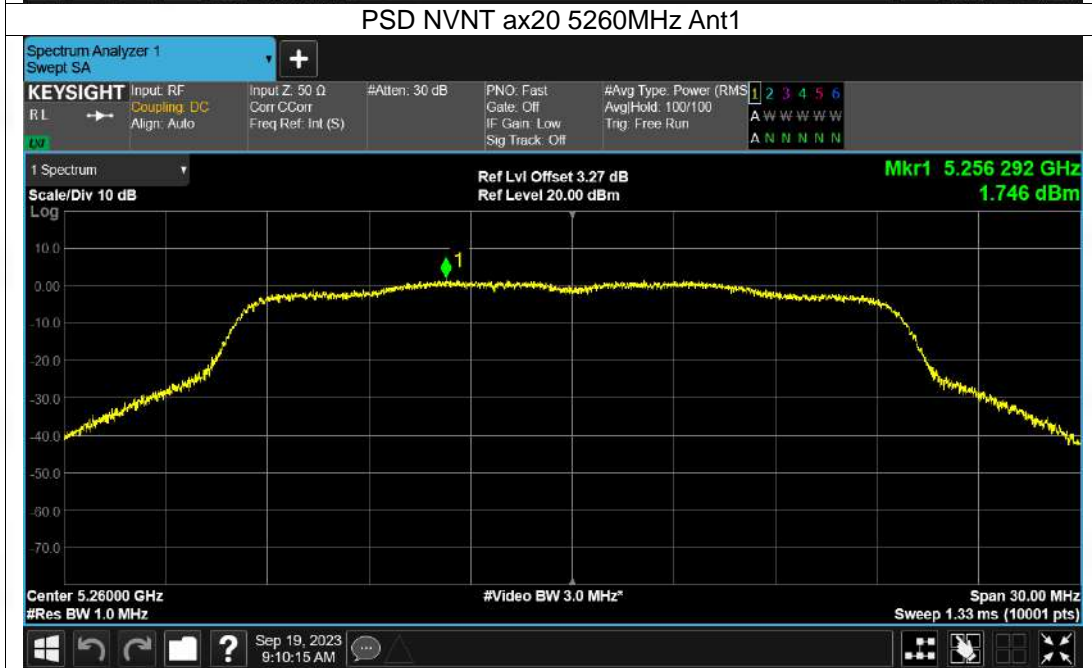 PSD NVNT ax20 5260MHz Ant1
Spectrum Analyzer 1
Swept SA
+
KEYSIGHT
RL
LXI
Input: RF
Coupling: DC
Align: Auto
Input Z: 50 Ω
Corr CCorr
Freq Ref: Int (S)
#Atten: 30 dB
PNO: Fast
Gate: Off
IF Gain: Low
Sig Track: Off
#Avg Type: Power (RMS
Avg|Hold: 100/100
Trig: Free Run
1 2 3 4 5 6
A W W W W W
A N N N N N
1 Spectrum
Scale/Div 10 dB
Log
Ref Lvl Offset 3.27 dB
Ref Level 20.00 dBm
Mkr1 5.256 292 GHz
1.746 dBm
1
10.0
0.00
-10.0
-20.0
-30.0
-40.0
-50.0
-60.0
-70.0
Center 5.26000 GHz
#Res BW 1.0 MHz
#Video BW 3.0 MHz*
Span 30.00 MHz
Sweep 1.33 ms (10001 pts)
?
Sep 19, 2023
9:10:15 AM